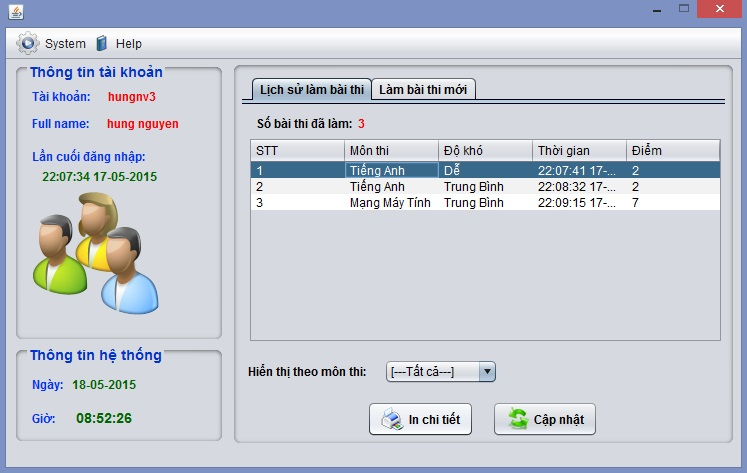 System Help
Thông tin tài khoản
Tài khoản: hungnv3
Full name: hung nguyen
Lần cuối đăng nhập:
22:07:34 17-05-2015
Thông tin hệ thống
Ngày: 18-05-2015
Giờ: 08:52:26
Lịch sử làm bài thi Làm bài thi mới
Số bài thi đã làm: 3
STT Môn thi Độ khó Thời gian Điểm
1 Tiếng Anh Dễ 22:07:41 17-... 2
2 Tiếng Anh Trung Bình 22:08:32 17-... 2
3 Mạng Máy Tính Trung Bình 22:09:15 17-... 7
Hiển thị theo môn thi: [---Tất cả---]
In chi tiết Cập nhật